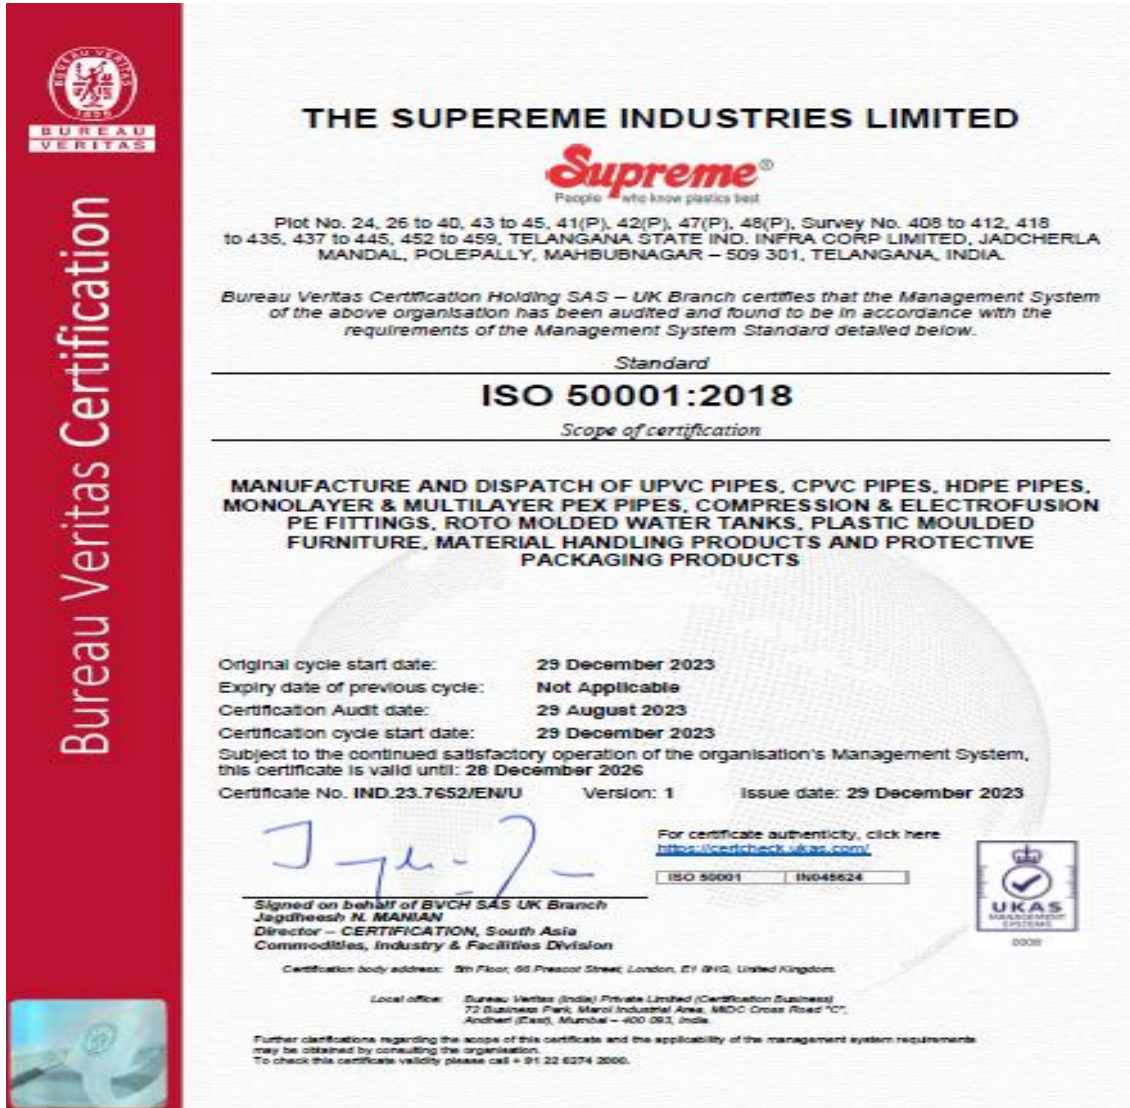 BUREAU VERITAS
1828
BUREAU
VERITAS
Bureau Veritas Certification
THE SUPEREME INDUSTRIES LIMITED
Supreme®
People who know plastics best
Plot No. 24, 26 to 40, 43 to 45, 41(P), 42(P), 47(P), 48(P), Survey No. 408 to 412, 418
to 435, 437 to 445, 452 to 459, TELANGANA STATE IND. INFRA CORP LIMITED, JADCHERLA
MANDAL, POLEPALLY, MAHBUBNAGAR – 509 301, TELANGANA, INDIA.
Bureau Veritas Certification Holding SAS – UK Branch certifies that the Management System
of the above organisation has been audited and found to be in accordance with the
requirements of the Management System Standard detailed below.
Standard
ISO 50001:2018
Scope of certification
MANUFACTURE AND DISPATCH OF UPVC PIPES, CPVC PIPES, HDPE PIPES,
MONOLAYER & MULTILAYER PEX PIPES, COMPRESSION & ELECTROFUSION
PE FITTINGS, ROTO MOLDED WATER TANKS, PLASTIC MOULDED
FURNITURE, MATERIAL HANDLING PRODUCTS AND PROTECTIVE
PACKAGING PRODUCTS
Original cycle start date: 29 December 2023
Expiry date of previous cycle: Not Applicable
Certification Audit date: 29 August 2023
Certification cycle start date: 29 December 2023
Subject to the continued satisfactory operation of the organisation's Management System,
this certificate is valid until: 28 December 2026
Certificate No. IND.23.7652/EN/U Version: 1 Issue date: 29 December 2023
For certificate authenticity, click here
https://certcheck.ukas.com/
ISO 50001 IN045624
Signed on behalf of BVCH SAS UK Branch
Jagdheesh N. MANIAN
Director – CERTIFICATION, South Asia
Commodities, Industry & Facilities Division
UKAS
MANAGEMENT
SYSTEMS
0008
Certification body address: 5th Floor, 66 Prescot Street, London, E1 8HG, United Kingdom.
Local office: Bureau Veritas (India) Private Limited (Certification Business)
72 Business Park, Marol Industrial Area, MIDC Cross Road "C",
Andheri (East), Mumbai – 400 093, India.
Further clarifications regarding the scope of this certificate and the applicability of the management system requirements
may be obtained by consulting the organisation.
To check this certificate validity please call + 91 22 6274 2000.